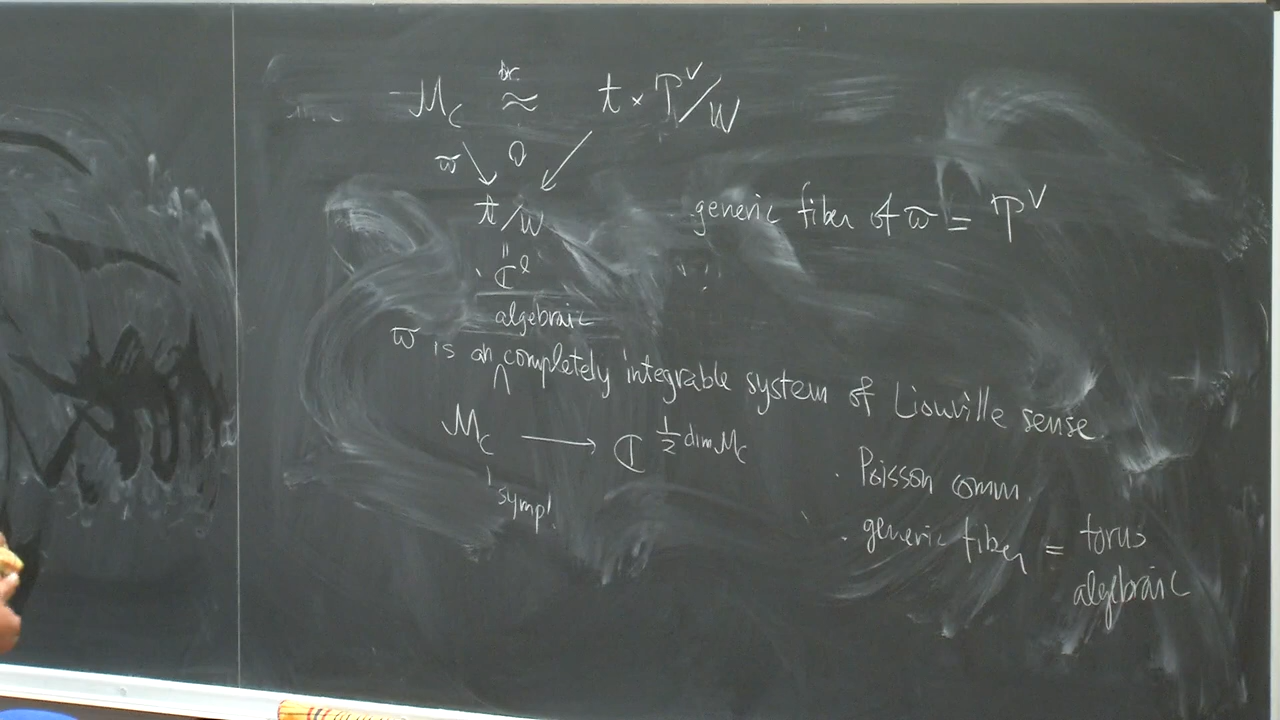 M_C ≈^{bir.} t × T^∨/W
ϖ ↘ ↺ ↙
t/W
generic fiber of ϖ = T^∨
"
ℂ^ℓ
algebraic
ϖ is an ∧ completely integrable system of Liouville sense
M_C ⟶ ℂ^{½ dim M_C}
sympl.
· Poisson comm.
· generic fiber = torus
algebraic